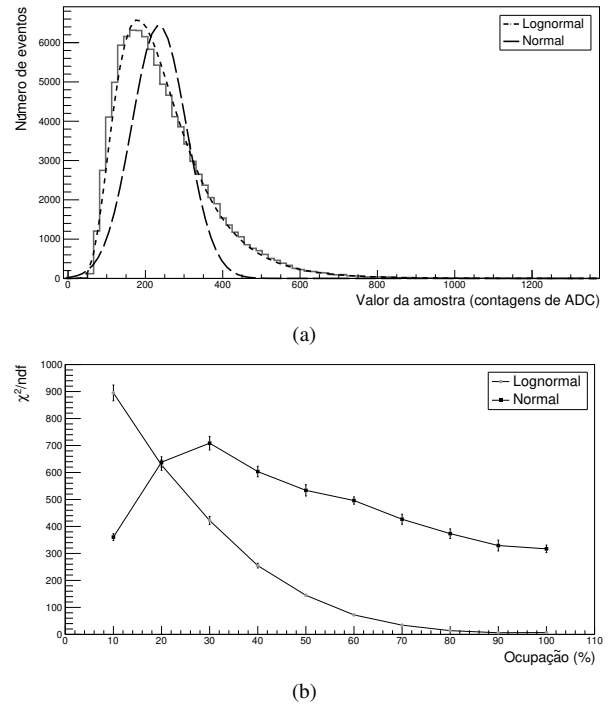 Número de eventos
6000
5000
4000
3000
2000
1000
0
Lognormal
Normal
0 200 400 600 800 1000 1200
Valor da amostra (contagens de ADC)
(a)
χ²/ndf
1000
900
800
700
600
500
400
300
200
100
0
Lognormal
Normal
0 10 20 30 40 50 60 70 80 90 100 110
Ocupação (%)
(b)